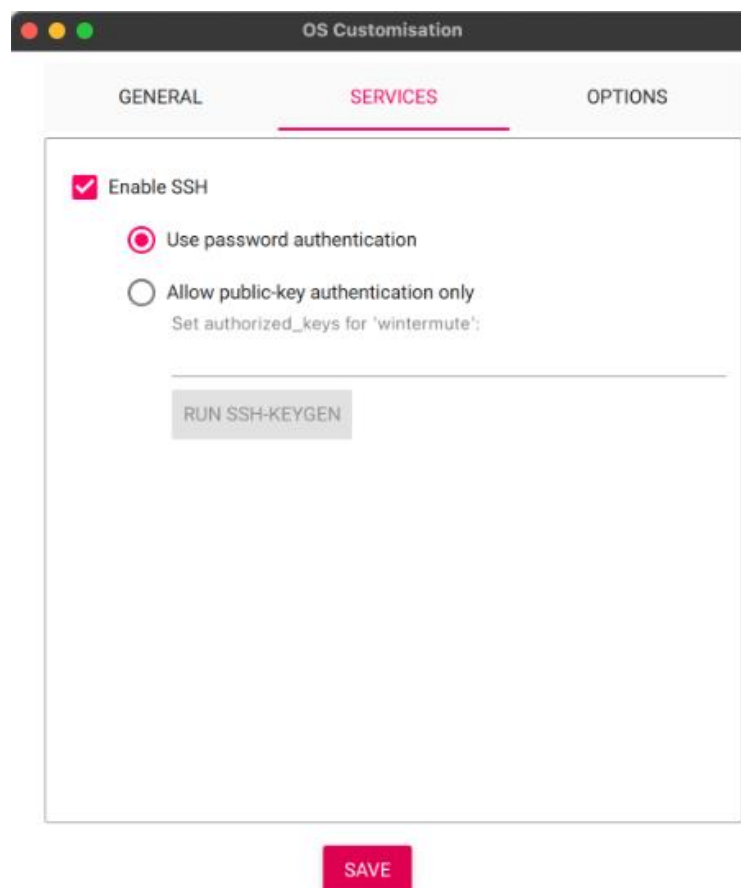 OS Customisation
GENERAL SERVICES OPTIONS
Enable SSH
Use password authentication
Allow public-key authentication only
Set authorized_keys for 'wintermute':
RUN SSH-KEYGEN
SAVE